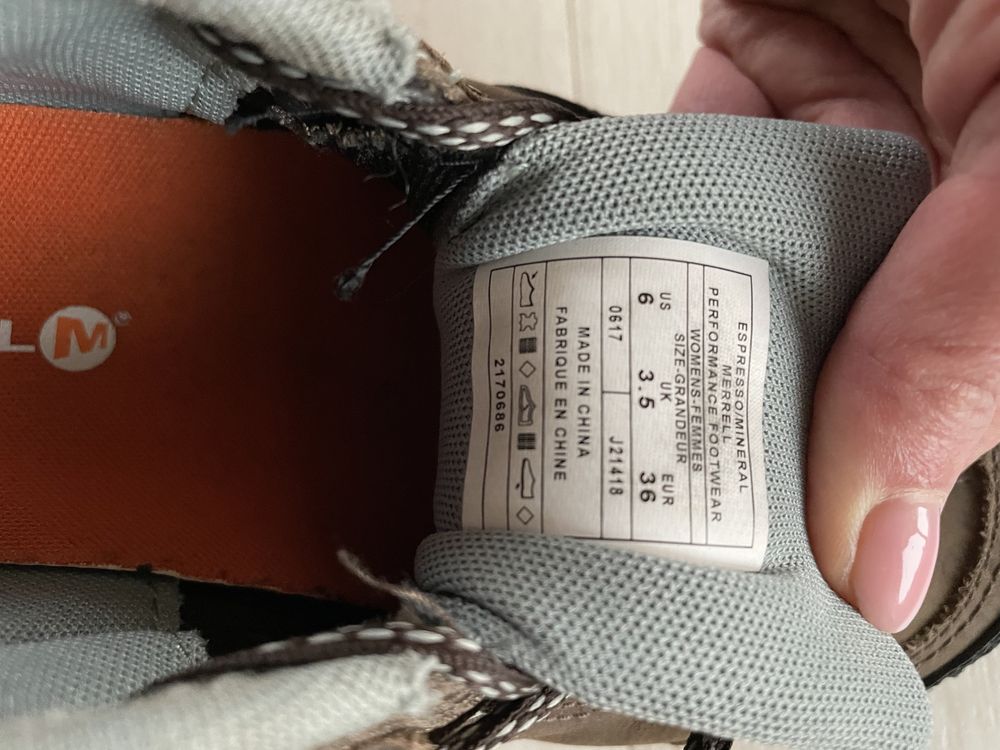 ESPRESSO/MINERAL
MERRELL
PERFORMANCE FOOTWEAR
WOMENS-FEMMES
SIZE-GRANDEUR
US UK EUR
6 3.5 36
0617 J21418
MADE IN CHINA
FABRIQUE EN CHINE
2170686
L M®